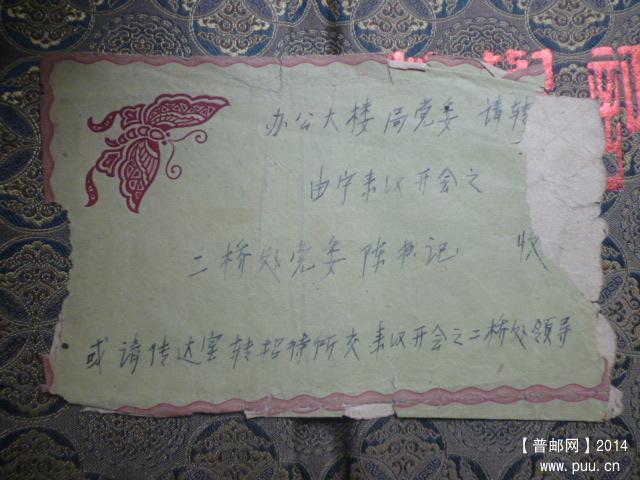 办公大楼局党委 请转
由宁来汉开会之
二桥处党委陈书记 收
或请传达室转招待所交来汉开会之二桥处领导
【普邮网】2014
www.puu.cn